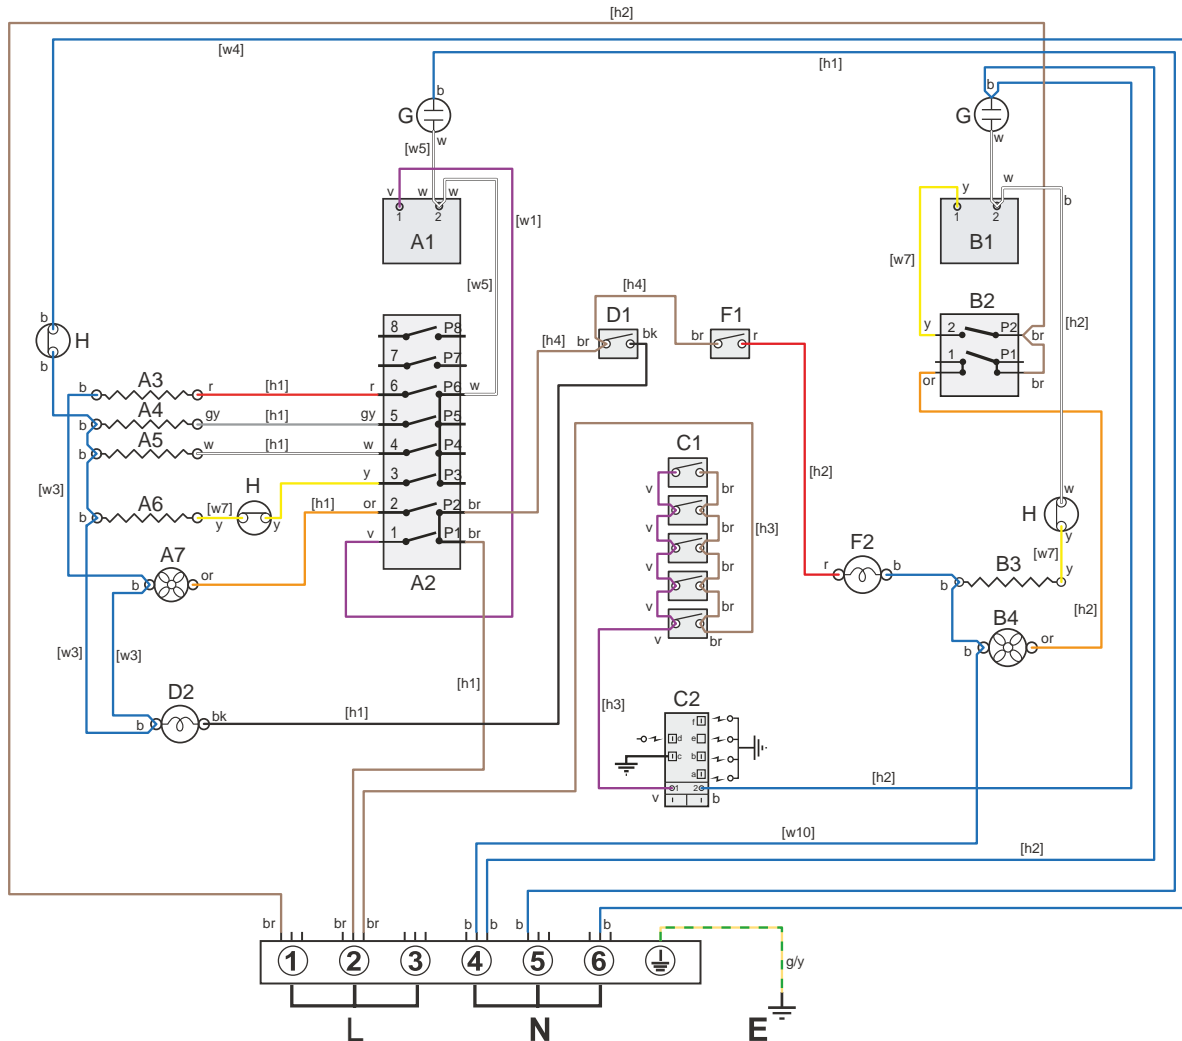 [h2]
[w4]
[h1]
b
b
G
G
w
w
[w5]
v w w
y
w
b
1 2
1 2
A1
B1
[w1]
[w7]
[w5]
[h4]
[h2]
B2
D1
F1
b
H
b
8 P8
7 P7
6 P6
5 P5
4 P4
3 P3
2 P2
1 P1
A2
[h4]
br
bk
br
r
y
2 P2
br
1 P1
or
br
b
A3
r
[h1]
r
w
b
A4
gy
[h1]
gy
b
A5
w
[h1]
w
C1
[w3]
[w7]
H
y
v
br
[h2]
b
A6
y
y
[h1]
or
br
v
br
w
H
y
[w7]
v
br
v
br
[h3]
v
br
A7
b
or
v
br
F2
r
b
b
B3
y
[h2]
B4
b
or
v
br
[w3]
[w3]
[h1]
D2
b
bk
[h1]
[h3]
C2
f
d
e
c
b
a
1 2
v
b
[h2]
[w10]
[h2]
br
br
br
b
b
b
b
1 2 3 4 5 6
g/y
L
N
E